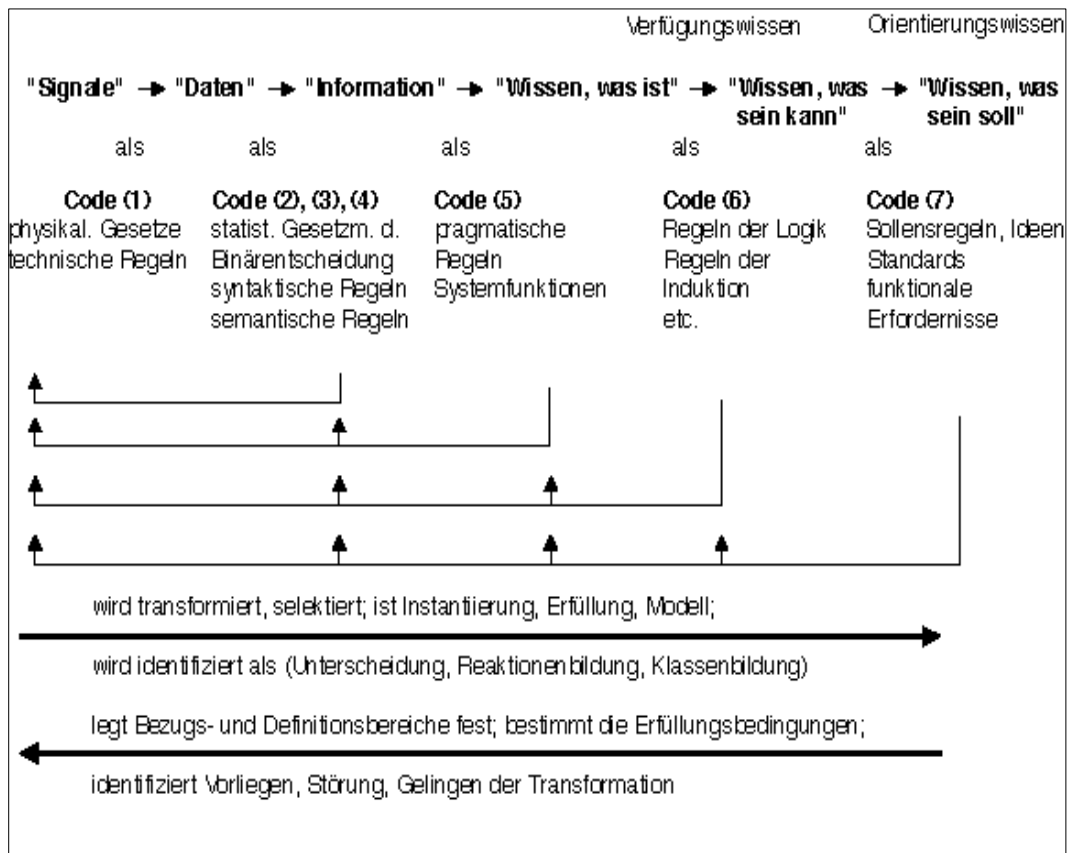 Verfügungswissen Orientierungswissen
"Signale" → "Daten" → "Information" → "Wissen, was ist" → "Wissen, was → "Wissen, was
sein kann" sein soll"
als als als als als
Code (1) Code (2), (3), (4) Code (5) Code (6) Code (7)
physikal. Gesetze statist. Gesetzm. d. pragmatische Regeln der Logik Sollensregeln, Ideen
technische Regeln Binärentscheidung Regeln Regeln der Standards
syntaktische Regeln Systemfunktionen Induktion funktionale
semantische Regeln etc. Erfordernisse
wird transformiert, selektiert; ist Instantiierung, Erfüllung, Modell;
wird identifiziert als (Unterscheidung, Reaktionenbildung, Klassenbildung)
legt Bezugs- und Definitionsbereiche fest; bestimmt die Erfüllungsbedingungen;
identifiziert Vorliegen, Störung, Gelingen der Transformation